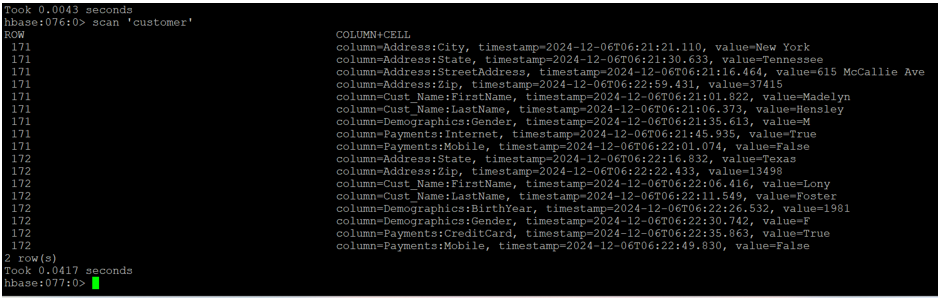 Took 0.0043 seconds
hbase:076:0> scan 'customer'
ROW COLUMN+CELL
171 column=Address:City, timestamp=2024-12-06T06:21:21.110, value=New York
171 column=Address:State, timestamp=2024-12-06T06:21:30.633, value=Tennessee
171 column=Address:StreetAddress, timestamp=2024-12-06T06:21:16.464, value=615 McCallie Ave
171 column=Address:Zip, timestamp=2024-12-06T06:22:59.431, value=37415
171 column=Cust_Name:FirstName, timestamp=2024-12-06T06:21:01.822, value=Madelyn
171 column=Cust_Name:LastName, timestamp=2024-12-06T06:21:06.373, value=Hensley
171 column=Demographics:Gender, timestamp=2024-12-06T06:21:35.613, value=M
171 column=Payments:Internet, timestamp=2024-12-06T06:21:45.935, value=True
171 column=Payments:Mobile, timestamp=2024-12-06T06:22:01.074, value=False
172 column=Address:State, timestamp=2024-12-06T06:22:16.832, value=Texas
172 column=Address:Zip, timestamp=2024-12-06T06:22:22.433, value=13498
172 column=Cust_Name:FirstName, timestamp=2024-12-06T06:22:06.416, value=Lony
172 column=Cust_Name:LastName, timestamp=2024-12-06T06:22:11.549, value=Foster
172 column=Demographics:BirthYear, timestamp=2024-12-06T06:22:26.532, value=1981
172 column=Demographics:Gender, timestamp=2024-12-06T06:22:30.742, value=F
172 column=Payments:CreditCard, timestamp=2024-12-06T06:22:35.863, value=True
172 column=Payments:Mobile, timestamp=2024-12-06T06:22:49.830, value=False
2 row(s)
Took 0.0417 seconds
hbase:077:0>